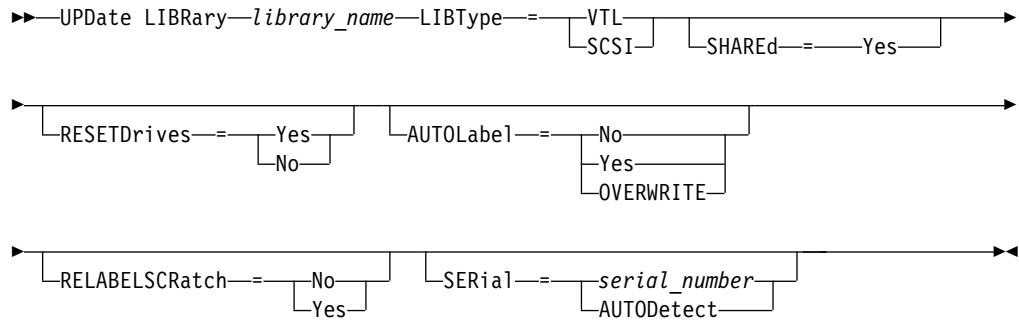 UPDate LIBRary library_name LIBType = VTL
SCSI SHAREd = Yes
RESETDrives = Yes
No
AUTOLabel = No
Yes
OVERWRITE
RELABELSCRatch = No
Yes
SERial = serial_number
AUTODetect